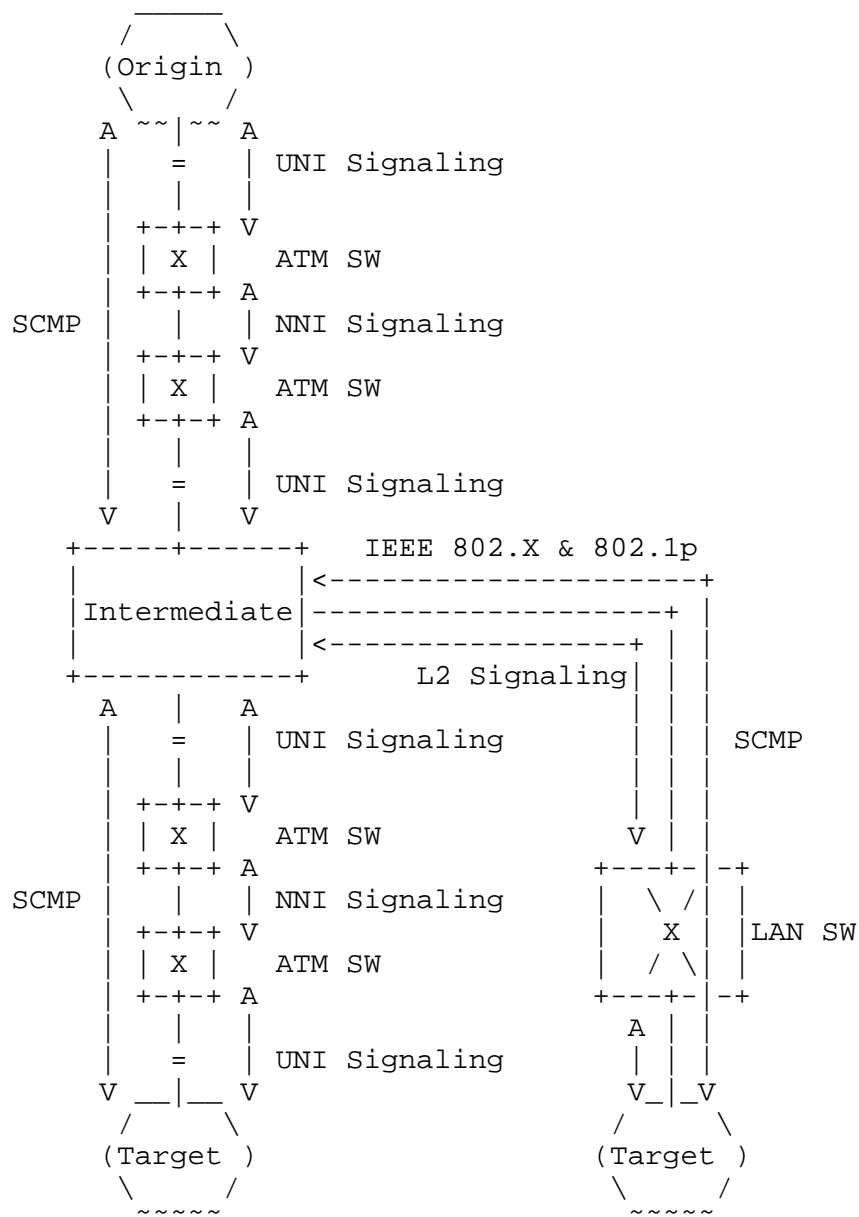 (Origin )
A A
= UNI Signaling
V
X ATM SW
A
SCMP NNI Signaling
V
X ATM SW
A
= UNI Signaling
V V
IEEE 802.X & 802.1p
Intermediate
L2 Signaling
A A
= UNI Signaling SCMP
V
X ATM SW V
A
SCMP NNI Signaling
V X LAN SW
X ATM SW
A
A
= UNI Signaling
V V V V
(Target ) (Target )